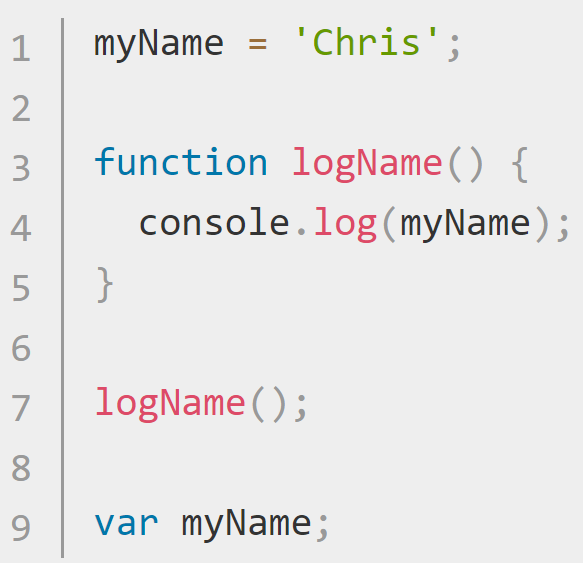 1 myName = 'Chris';
2
3 function logName() {
4   console.log(myName);
5 }
6
7 logName();
8
9 var myName;